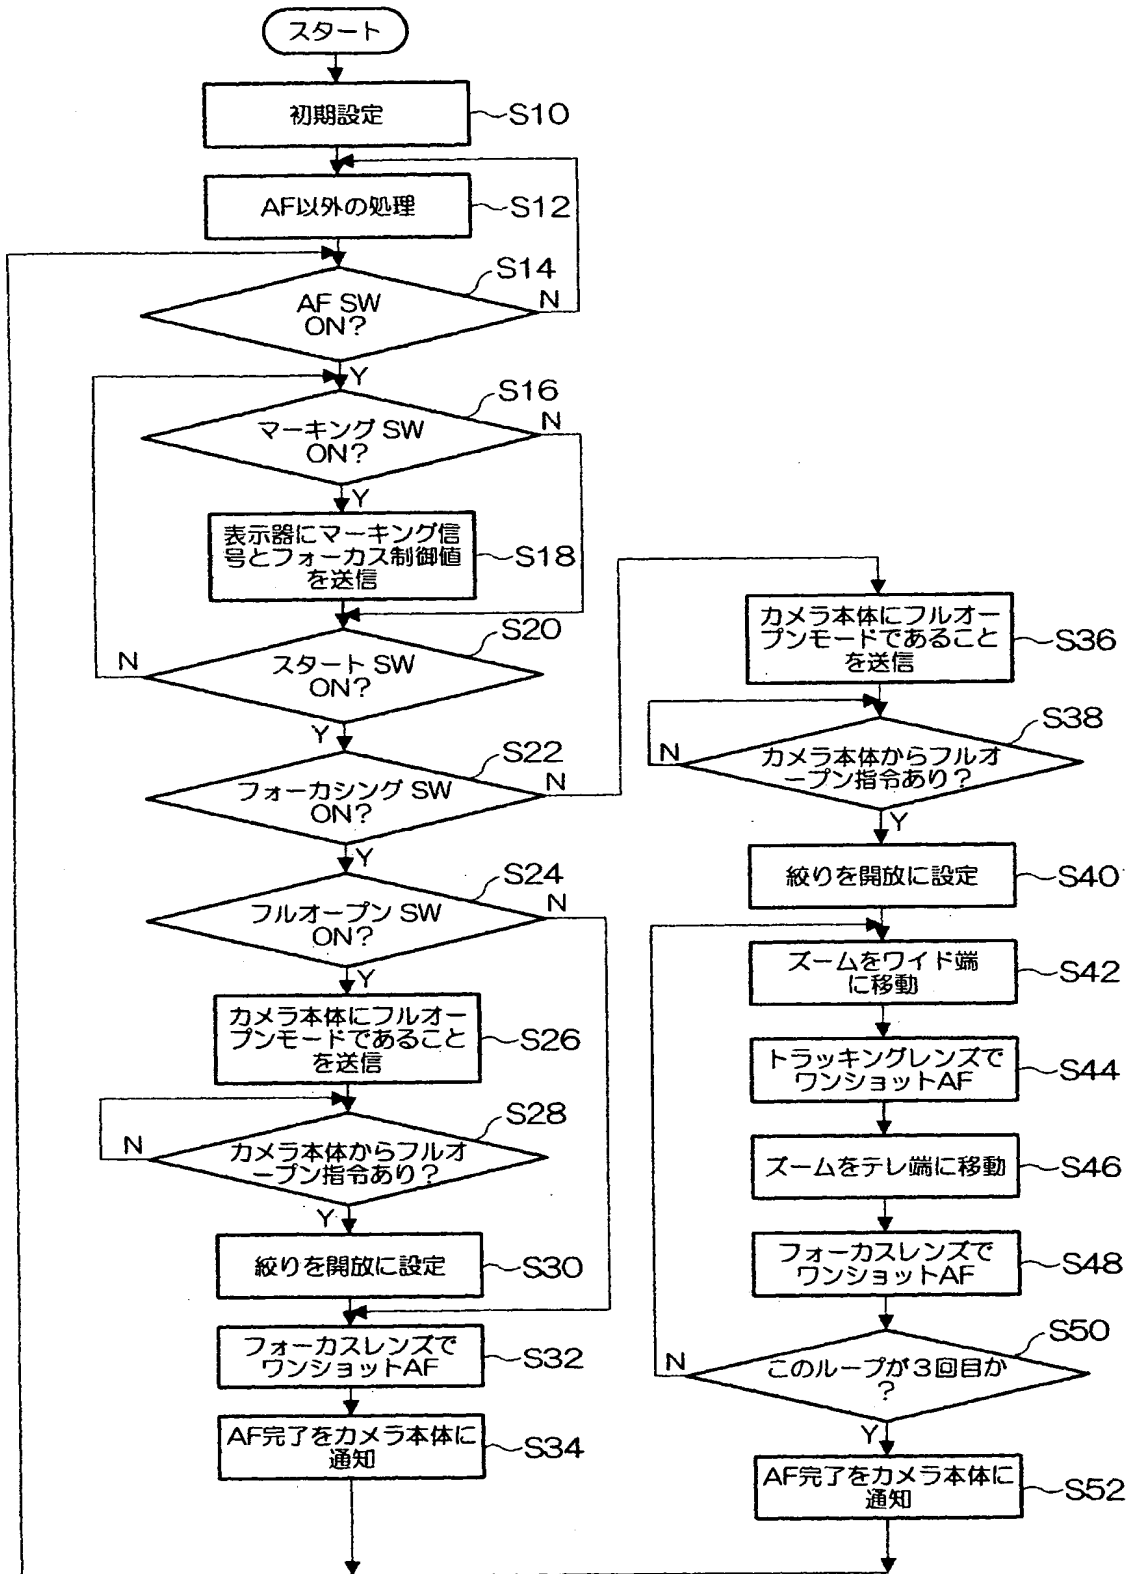 スタート
初期設定
S10
AF以外の処理
S12
S14
AF SW
ON?
N
Y
S16
マーキング SW
ON?
N
Y
表示器にマーキング信
号とフォーカス制御値
を送信
S18
S20
スタート SW
ON?
N
Y
S22
フォーカシング SW
ON?
N
Y
S24
フルオープン SW
ON?
N
Y
カメラ本体にフルオー
プンモードであること
を送信
S26
S28
カメラ本体からフルオ
ープン指令あり?
N
Y
絞りを開放に設定
S30
フォーカスレンズで
ワンショットAF
S32
AF完了をカメラ本体に
通知
S34
カメラ本体にフルオー
プンモードであること
を送信
S36
S38
カメラ本体からフルオ
ープン指令あり?
N
Y
絞りを開放に設定
S40
ズームをワイド端
に移動
S42
トラッキングレンズで
ワンショットAF
S44
ズームをテレ端に移動
S46
フォーカスレンズで
ワンショットAF
S48
S50
このループが3回目か
?
N
Y
AF完了をカメラ本体に
通知
S52